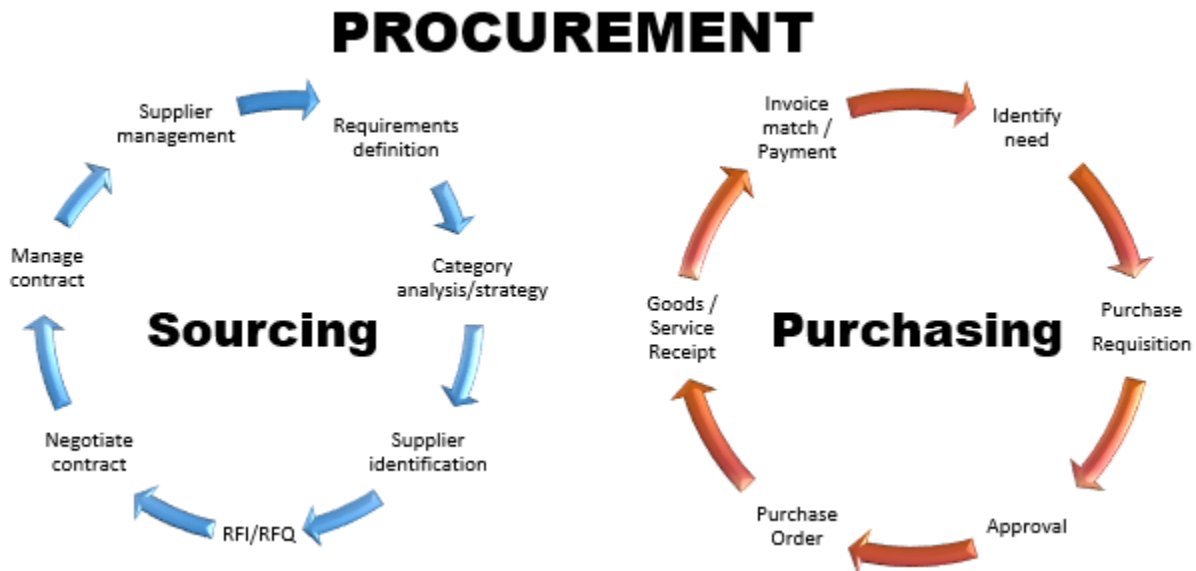 PROCUREMENT
Supplier
management
Requirements
definition
Category
analysis/strategy
Supplier
identification
RFI/RFQ
Negotiate
contract
Manage
contract
Sourcing
Invoice
match /
Payment
Identify
need
Purchase
Requisition
Approval
Purchase
Order
Goods /
Service
Receipt
Purchasing